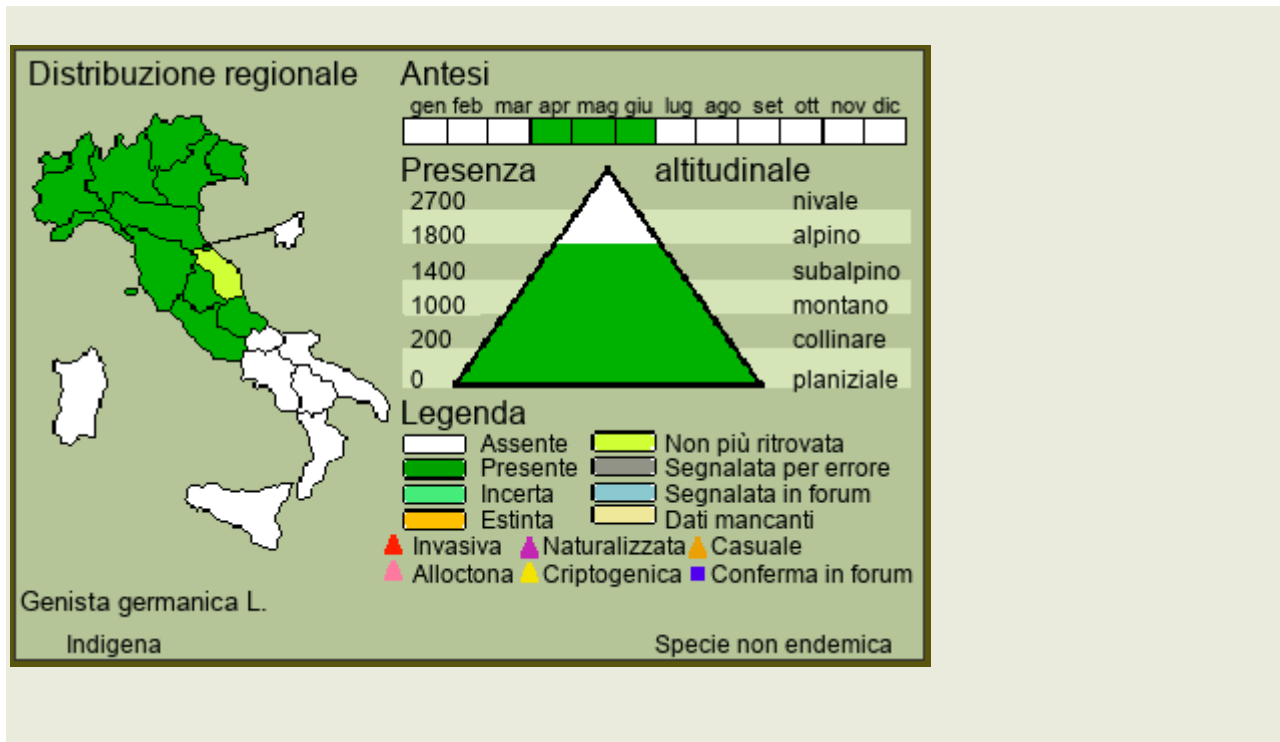 Distribuzione regionale
Antesi
gen feb mar apr mag giu lug ago set ott nov dic
Presenza altitudinale
2700 nivale
1800 alpino
1400 subalpino
1000 montano
200 collinare
0 planiziale
Legenda
Assente Non più ritrovata
Presente Segnalata per errore
Incerta Segnalata in forum
Estinta Dati mancanti
Invasiva Naturalizzata Casuale
Alloctona Criptogenica Conferma in forum
Genista germanica L.
Indigena Specie non endemica